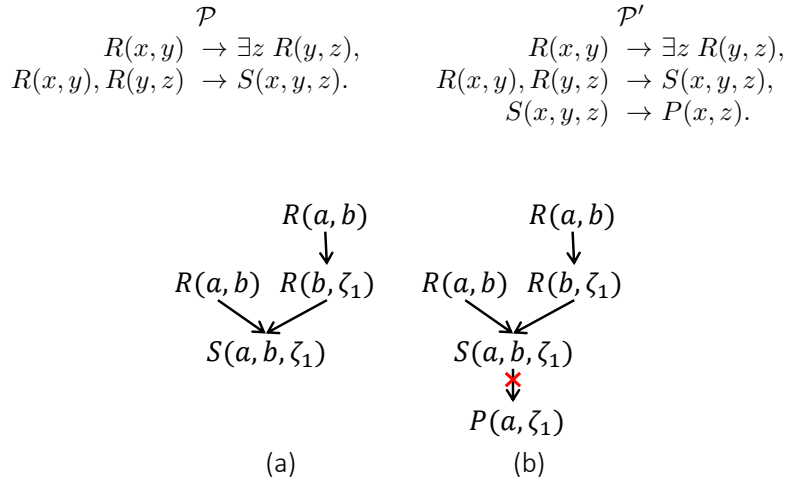 𝒫
R(x, y) → ∃z R(y, z),
R(x, y), R(y, z) → S(x, y, z).
𝒫′
R(x, y) → ∃z R(y, z),
R(x, y), R(y, z) → S(x, y, z),
S(x, y, z) → P(x, z).
R(a, b)
R(a, b) R(b, ζ₁)
S(a, b, ζ₁)
(a)
R(a, b)
R(a, b) R(b, ζ₁)
S(a, b, ζ₁)
P(a, ζ₁)
(b)